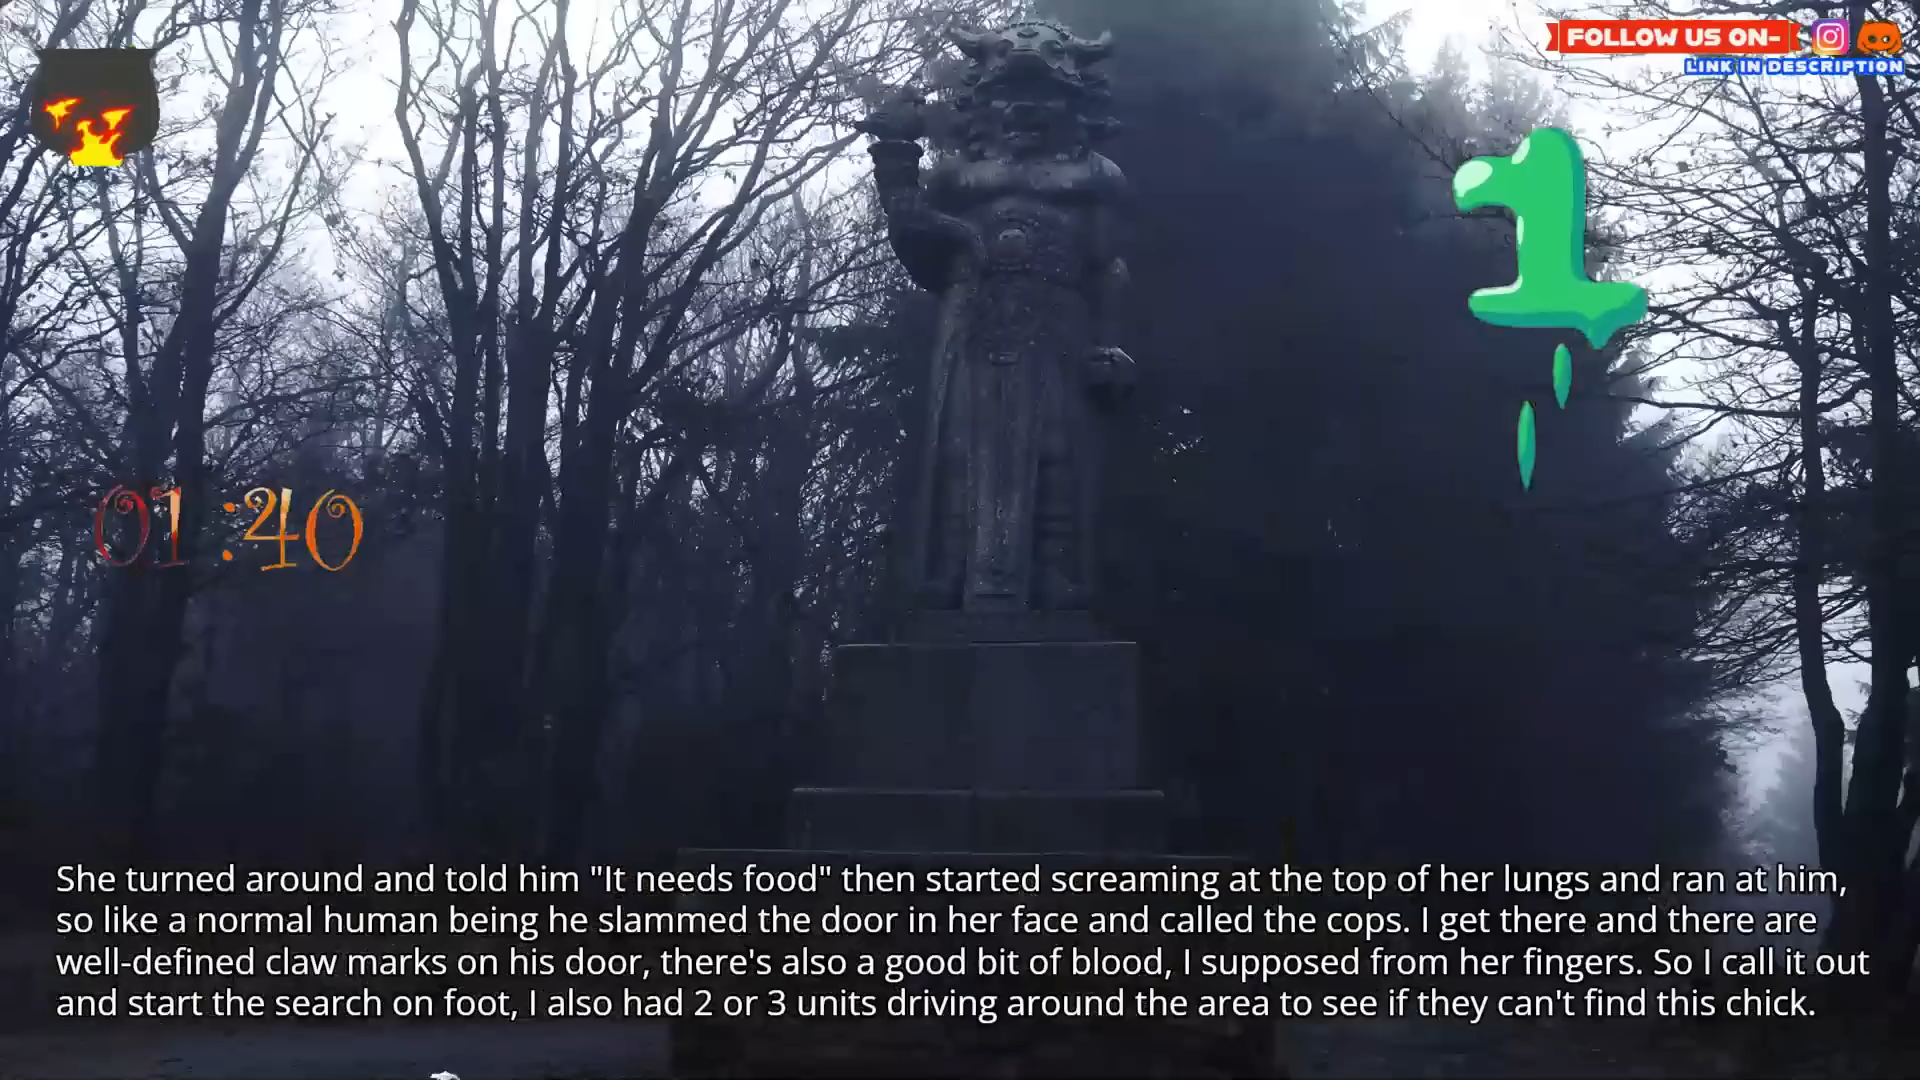 FOLLOW US ON-
LINK IN DESCRIPTION
1
01:40
She turned around and told him "It needs food" then started screaming at the top of her lungs and ran at him,
so like a normal human being he slammed the door in her face and called the cops. I get there and there are
well-defined claw marks on his door, there's also a good bit of blood, I supposed from her fingers. So I call it out
and start the search on foot, I also had 2 or 3 units driving around the area to see if they can't find this chick.